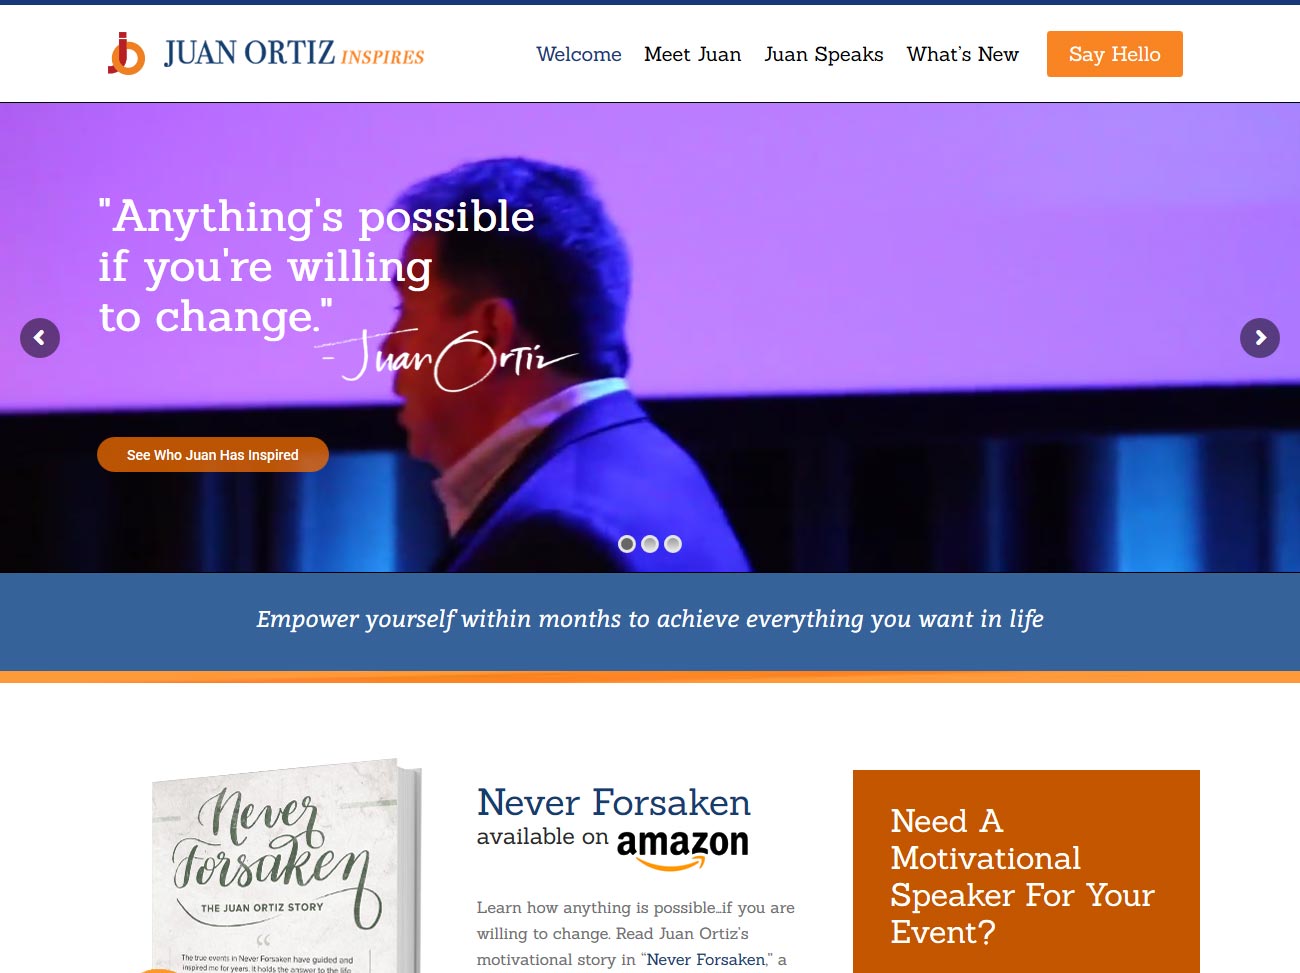 JUAN ORTIZ INSPIRES
Welcome Meet Juan Juan Speaks What's New Say Hello
"Anything's possible
if you're willing
to change."
- Juan Ortiz
See Who Juan Has Inspired
Empower yourself within months to achieve everything you want in life
Never
Forsaken
THE JUAN ORTIZ STORY
“
The true events in Never Forsaken have guided and
inspired me for years. It holds the answer to the life
Never Forsaken
available on amazon
Learn how anything is possible…if you are
willing to change. Read Juan Ortiz's
motivational story in “Never Forsaken,” a
Need A
Motivational
Speaker For Your
Event?